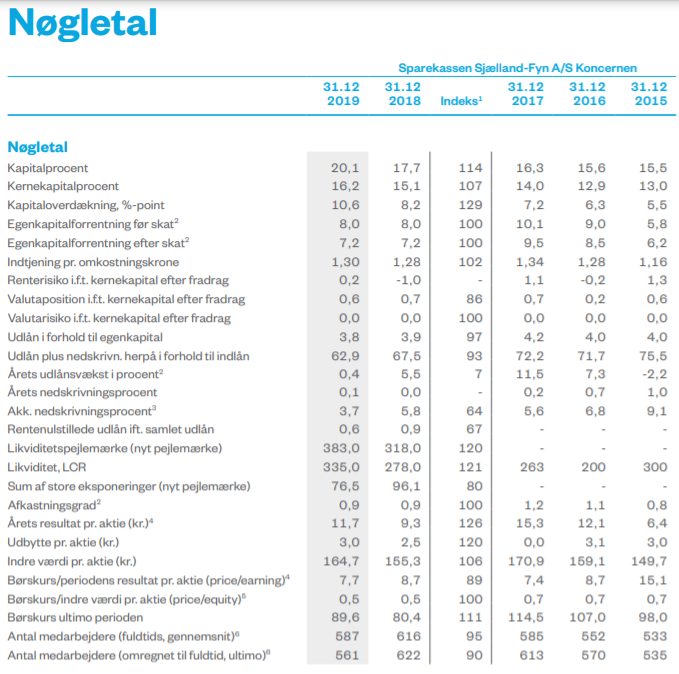 Nøgletal
Sparekassen Sjælland-Fyn A/S Koncernen
31.12 31.12 31.12 31.12 31.12
2019 2018 Indeks¹ 2017 2016 2015
Nøgletal
Kapitalprocent 20,1 17,7 114 16,3 15,6 15,5
Kernekapitalprocent 16,2 15,1 107 14,0 12,9 13,0
Kapitaloverdækning, %-point 10,6 8,2 129 7,2 6,3 5,5
Egenkapitalforrentning før skat² 8,0 8,0 100 10,1 9,0 5,8
Egenkapitalforrentning efter skat² 7,2 7,2 100 9,5 8,5 6,2
Indtjening pr. omkostningskrone 1,30 1,28 102 1,34 1,28 1,16
Renterisiko i.f.t. kernekapital efter fradrag 0,2 -1,0 - 1,1 -0,2 1,3
Valutaposition i.f.t. kernekapital efter fradrag 0,6 0,7 86 0,7 0,2 0,6
Valutarisiko i.f.t. kernekapital efter fradrag 0,0 0,0 100 0,0 0,0 0,0
Udlån i forhold til egenkapital 3,8 3,9 97 4,2 4,0 4,0
Udlån plus nedskrivn. herpå i forhold til indlån 62,9 67,5 93 72,2 71,7 75,5
Årets udlånsvækst i procent² 0,4 5,5 7 11,5 7,3 -2,2
Årets nedskrivningsprocent 0,1 0,0 - 0,2 0,7 1,0
Akk. nedskrivningsprocent³ 3,7 5,8 64 5,6 6,8 9,1
Rentenulstillede udlån ift. samlet udlån 0,6 0,9 67 - - -
Likviditetspejlemærke (nyt pejlemærke) 383,0 318,0 120 - - -
Likviditet, LCR 335,0 278,0 121 263 200 300
Sum af store eksponeringer (nyt pejlemærke) 76,5 96,1 80 - - -
Afkastningsgrad² 0,9 0,9 100 1,2 1,1 0,8
Årets resultat pr. aktie (kr.)⁴ 11,7 9,3 126 15,3 12,1 6,4
Udbytte pr. aktie (kr.) 3,0 2,5 120 0,0 3,1 3,0
Indre værdi pr. aktie (kr.) 164,7 155,3 106 170,9 159,1 149,7
Børskurs/periodens resultat pr. aktie (price/earning)⁴ 7,7 8,7 89 7,4 8,7 15,1
Børskurs/indre værdi pr. aktie (price/equity)⁵ 0,5 0,5 100 0,7 0,7 0,7
Børskurs ultimo perioden 89,6 80,4 111 114,5 107,0 98,0
Antal medarbejdere (fuldtids, gennemsnit)⁶ 587 616 95 585 552 533
Antal medarbejdere (omregnet til fuldtid, ultimo)⁶ 561 622 90 613 570 535